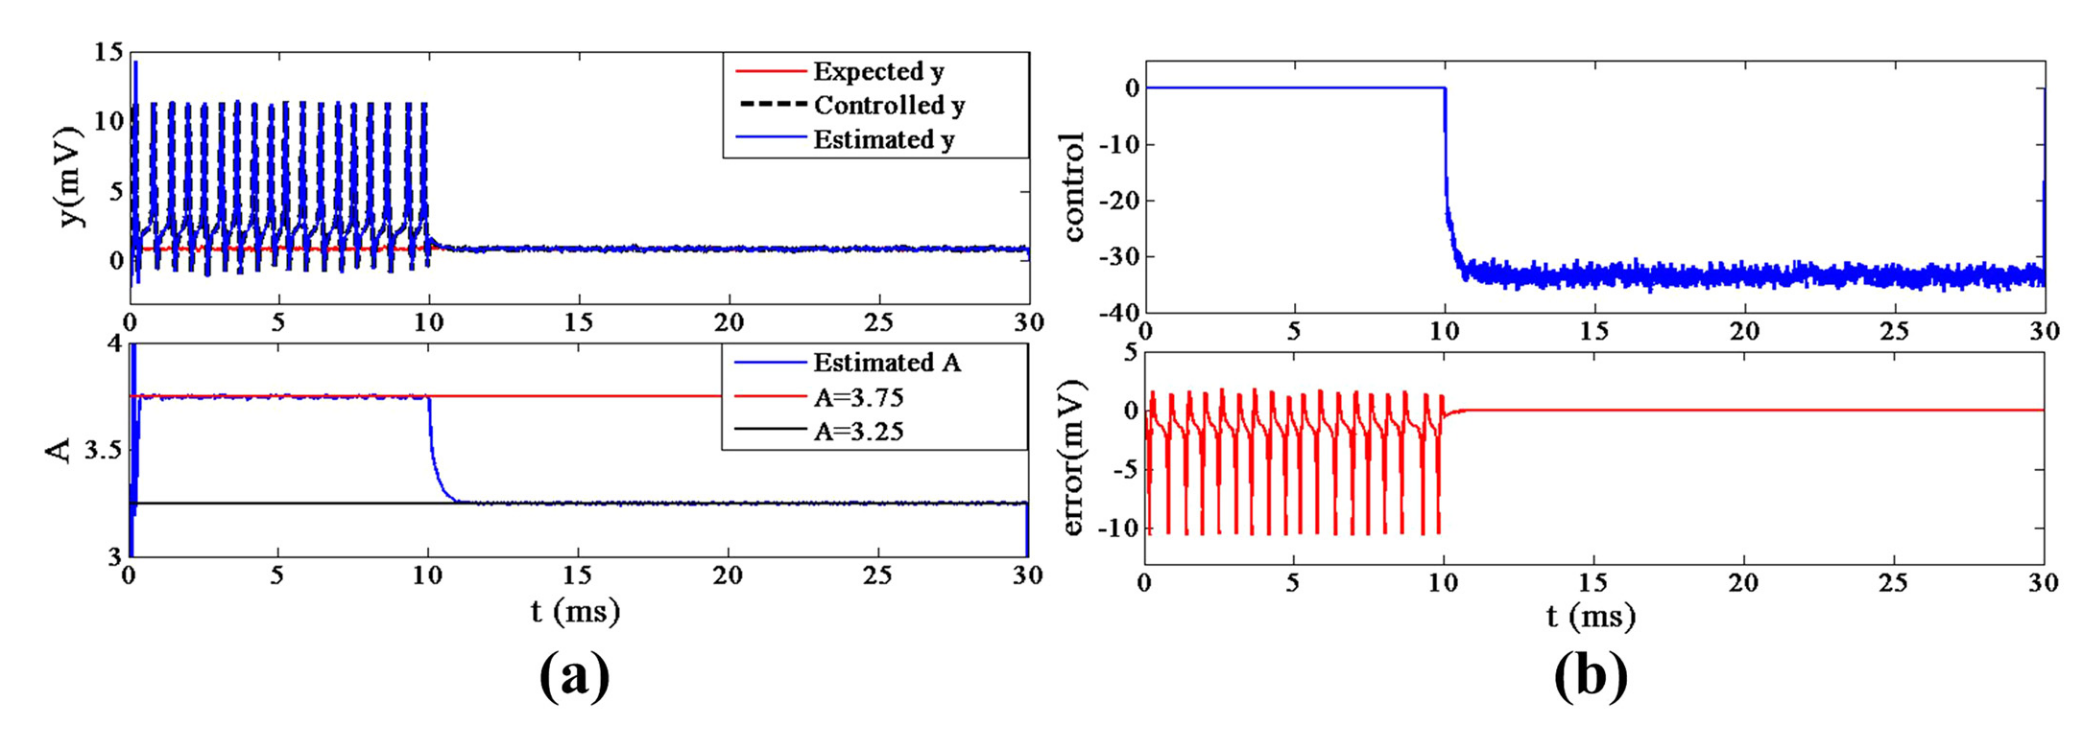 15
10
5
0
y(mV)
Expected y
Controlled y
Estimated y
0 5 10 15 20 25 30
4
3.5
3
A
Estimated A
A=3.75
A=3.25
0 5 10 15 20 25 30
t (ms)
(a)
0
-10
-20
-30
-40
control
0 5 10 15 20 25 30
5
0
-5
-10
error(mV)
0 5 10 15 20 25 30
t (ms)
(b)